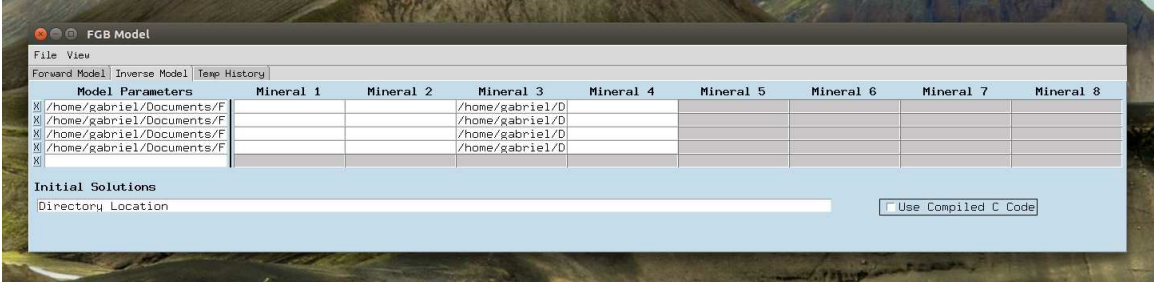 FGB Model
File View
Forward Model Inverse Model Temp History
Model Parameters Mineral 1 Mineral 2 Mineral 3 Mineral 4 Mineral 5 Mineral 6 Mineral 7 Mineral 8
X /home/gabriel/Documents/F /home/gabriel/D
X /home/gabriel/Documents/F /home/gabriel/D
X /home/gabriel/Documents/F /home/gabriel/D
X /home/gabriel/Documents/F /home/gabriel/D
X
Initial Solutions
Directory Location Use Compiled C Code